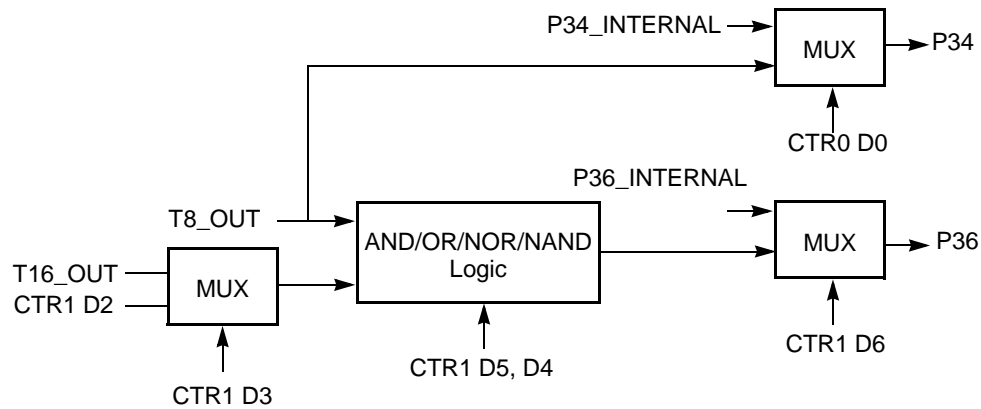 P34_INTERNAL
MUX
P34
CTR0 D0
P36_INTERNAL
T8_OUT
AND/OR/NOR/NAND
Logic
MUX
P36
T16_OUT
CTR1 D2
MUX
CTR1 D5, D4
CTR1 D6
CTR1 D3